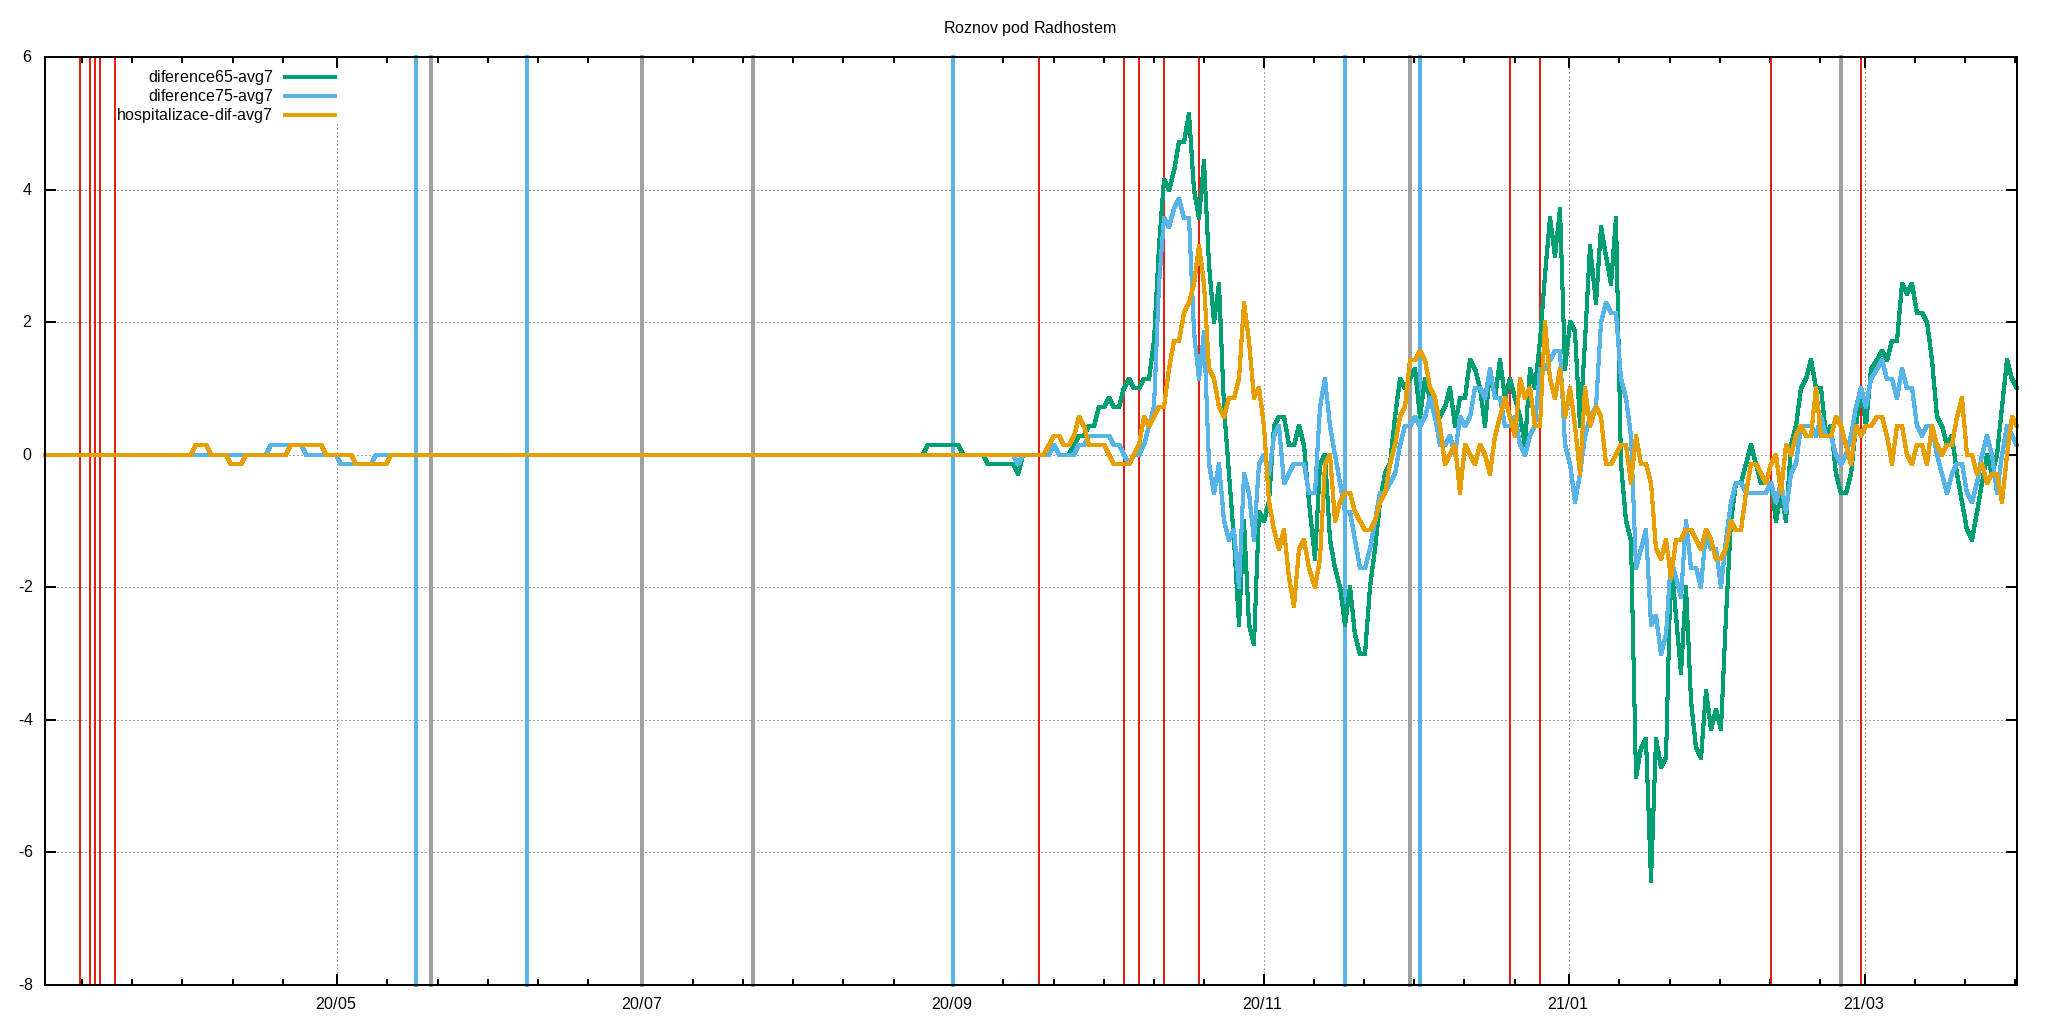 Roznov pod Radhostem
6
4
2
0
-2
-4
-6
-8
diference65-avg7
diference75-avg7
hospitalizace-dif-avg7
20/05 20/07 20/09 20/11 21/01 21/03